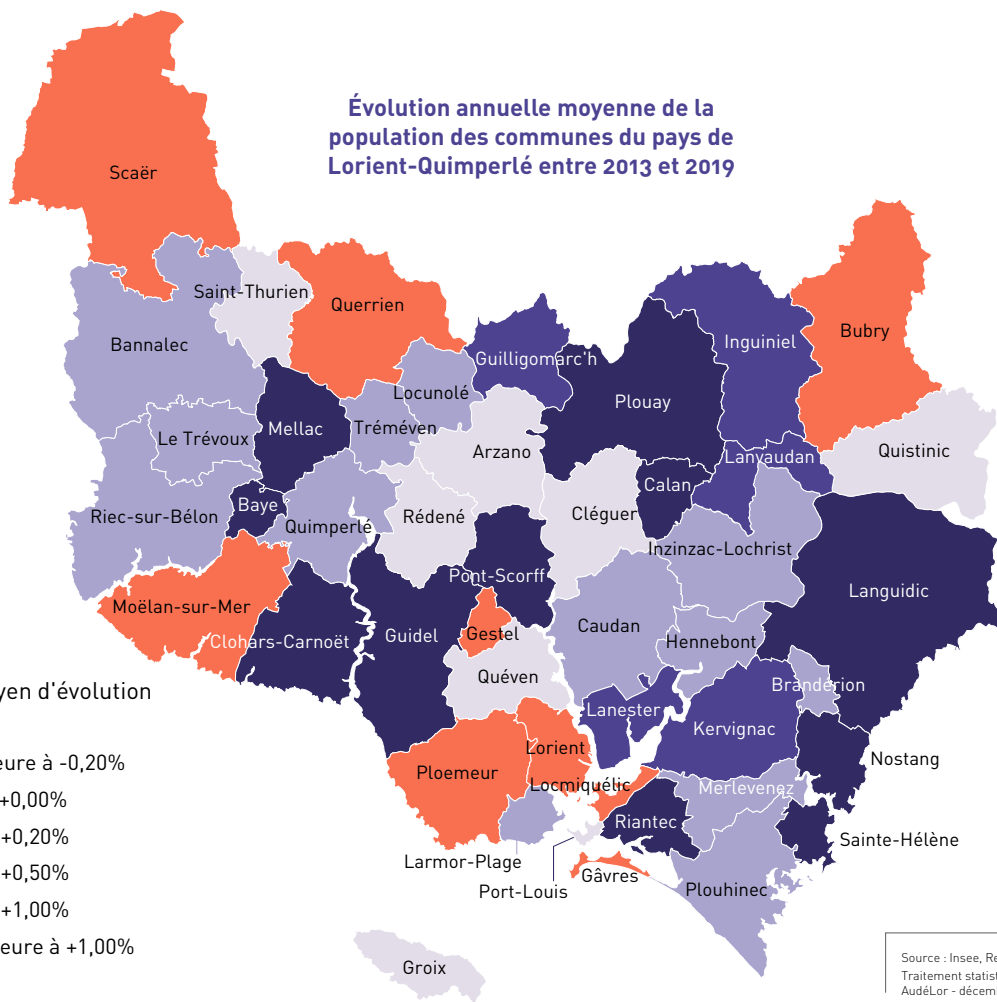 Évolution annuelle moyenne de la
population des communes du pays de
Lorient-Quimperlé entre 2013 et 2019
Scaër
Saint-Thurien
Querrien
Bannalec
Guilligomarc'h
Inguiniel
Bubry
Locunolé
Plouay
Le Trévoux
Mellac
Tréméven
Arzano
Lanvaudan
Quistinic
Calan
Baye
Riec-sur-Bélon
Quimperlé
Rédené
Cléguer
Inzinzac-Lochrist
Pont-Scorff
Languidic
Moëlan-sur-Mer
Clohars-Carnoët
Guidel
Gestel
Caudan
Hennebont
Quéven
Brandérion
Lanester
Kervignac
Lorient
Nostang
Ploemeur
Locmiquélic
Merlevenez
Riantec
Sainte-Hélène
Larmor-Plage
Port-Louis
Gâvres
Plouhinec
Groix
yen d'évolution
eure à -0,20%
+0,00%
+0,20%
+0,50%
+1,00%
eure à +1,00%
Source : Insee, Re
Traitement statist
AudéLor - décem